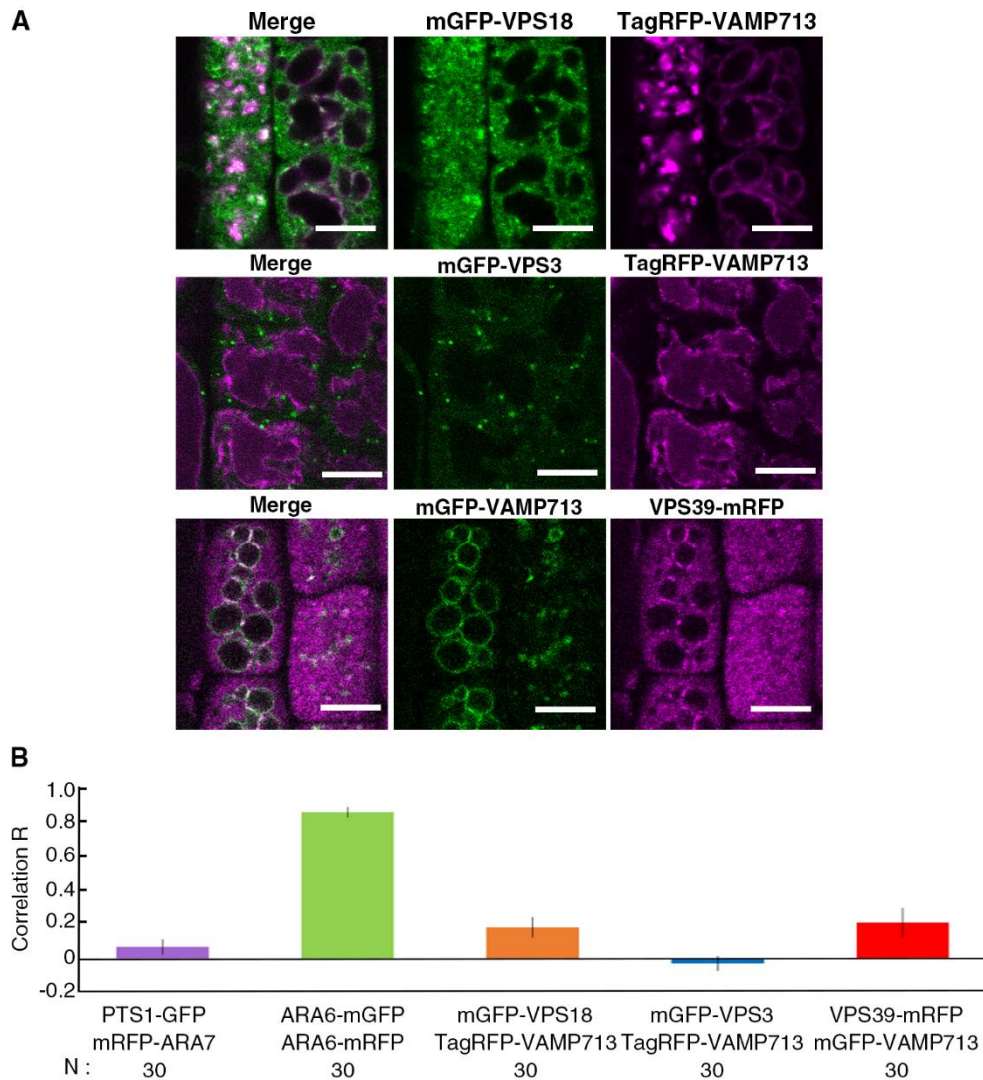 A
Merge mGFP-VPS18 TagRFP-VAMP713
Merge mGFP-VPS3 TagRFP-VAMP713
Merge mGFP-VAMP713 VPS39-mRFP
B
Correlation R
1.0
0.8
0.6
0.4
0.2
0
-0.2
PTS1-GFP ARA6-mGFP mGFP-VPS18 mGFP-VPS3 VPS39-mRFP
mRFP-ARA7 ARA6-mRFP TagRFP-VAMP713 TagRFP-VAMP713 mGFP-VAMP713
N : 30 30 30 30 30